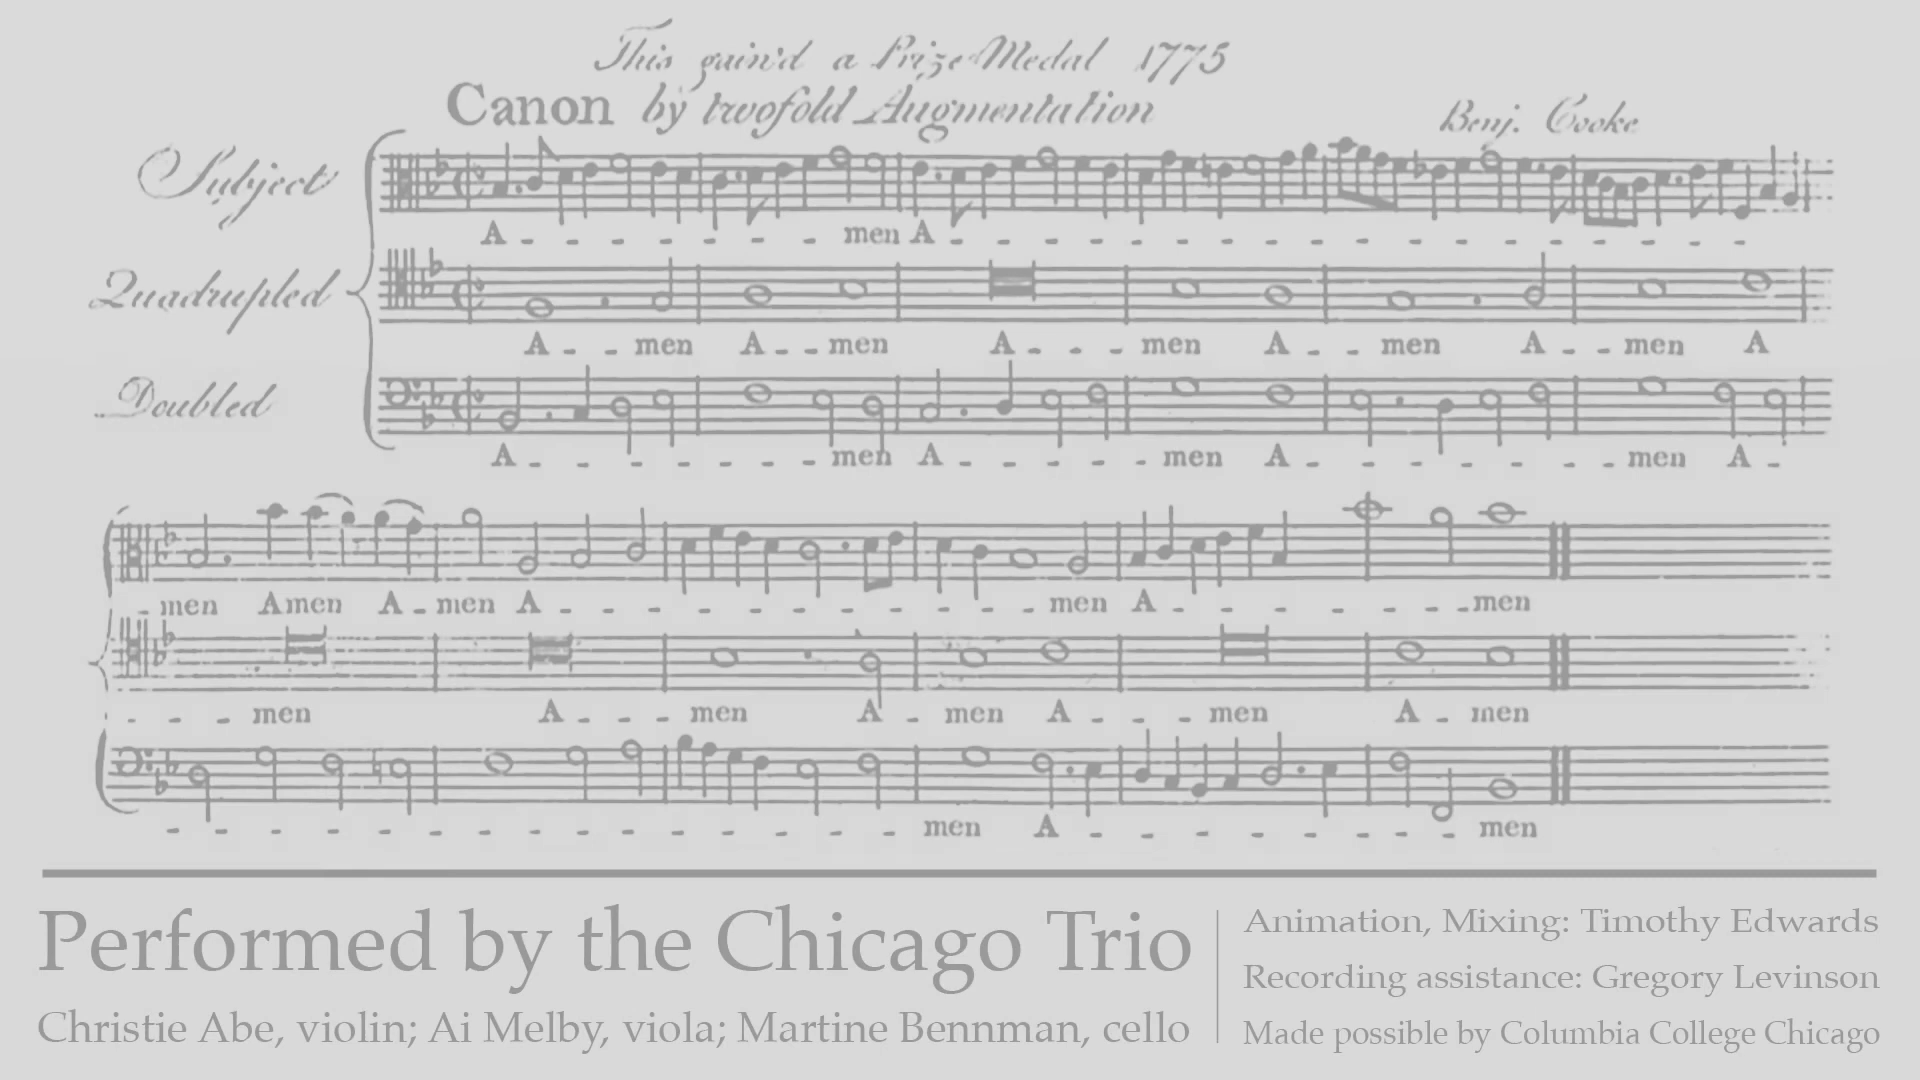 This gain'd a Prize Medal 1775
Canon by twofold Augmentation
Benj. Cooke
Subject
A - - - - - - - men A - - - - - - - - - - - - - - - - - -
Quadrupled
A - - men A - - men A - - - men A - - men A - - men A
Doubled
A - - - - - - - men A - - - - - men A - - - - - - - men A -
- men Amen A - men A - - - - - - - - - - - men A - - - - - - men
- - - men A - - - men A - men A - - - men A - men
- - - - - - - - - - - - - - men A - - - - - - - men
Performed by the Chicago Trio
Christie Abe, violin; Ai Melby, viola; Martine Bennman, cello
Animation, Mixing: Timothy Edwards
Recording assistance: Gregory Levinson
Made possible by Columbia College Chicago